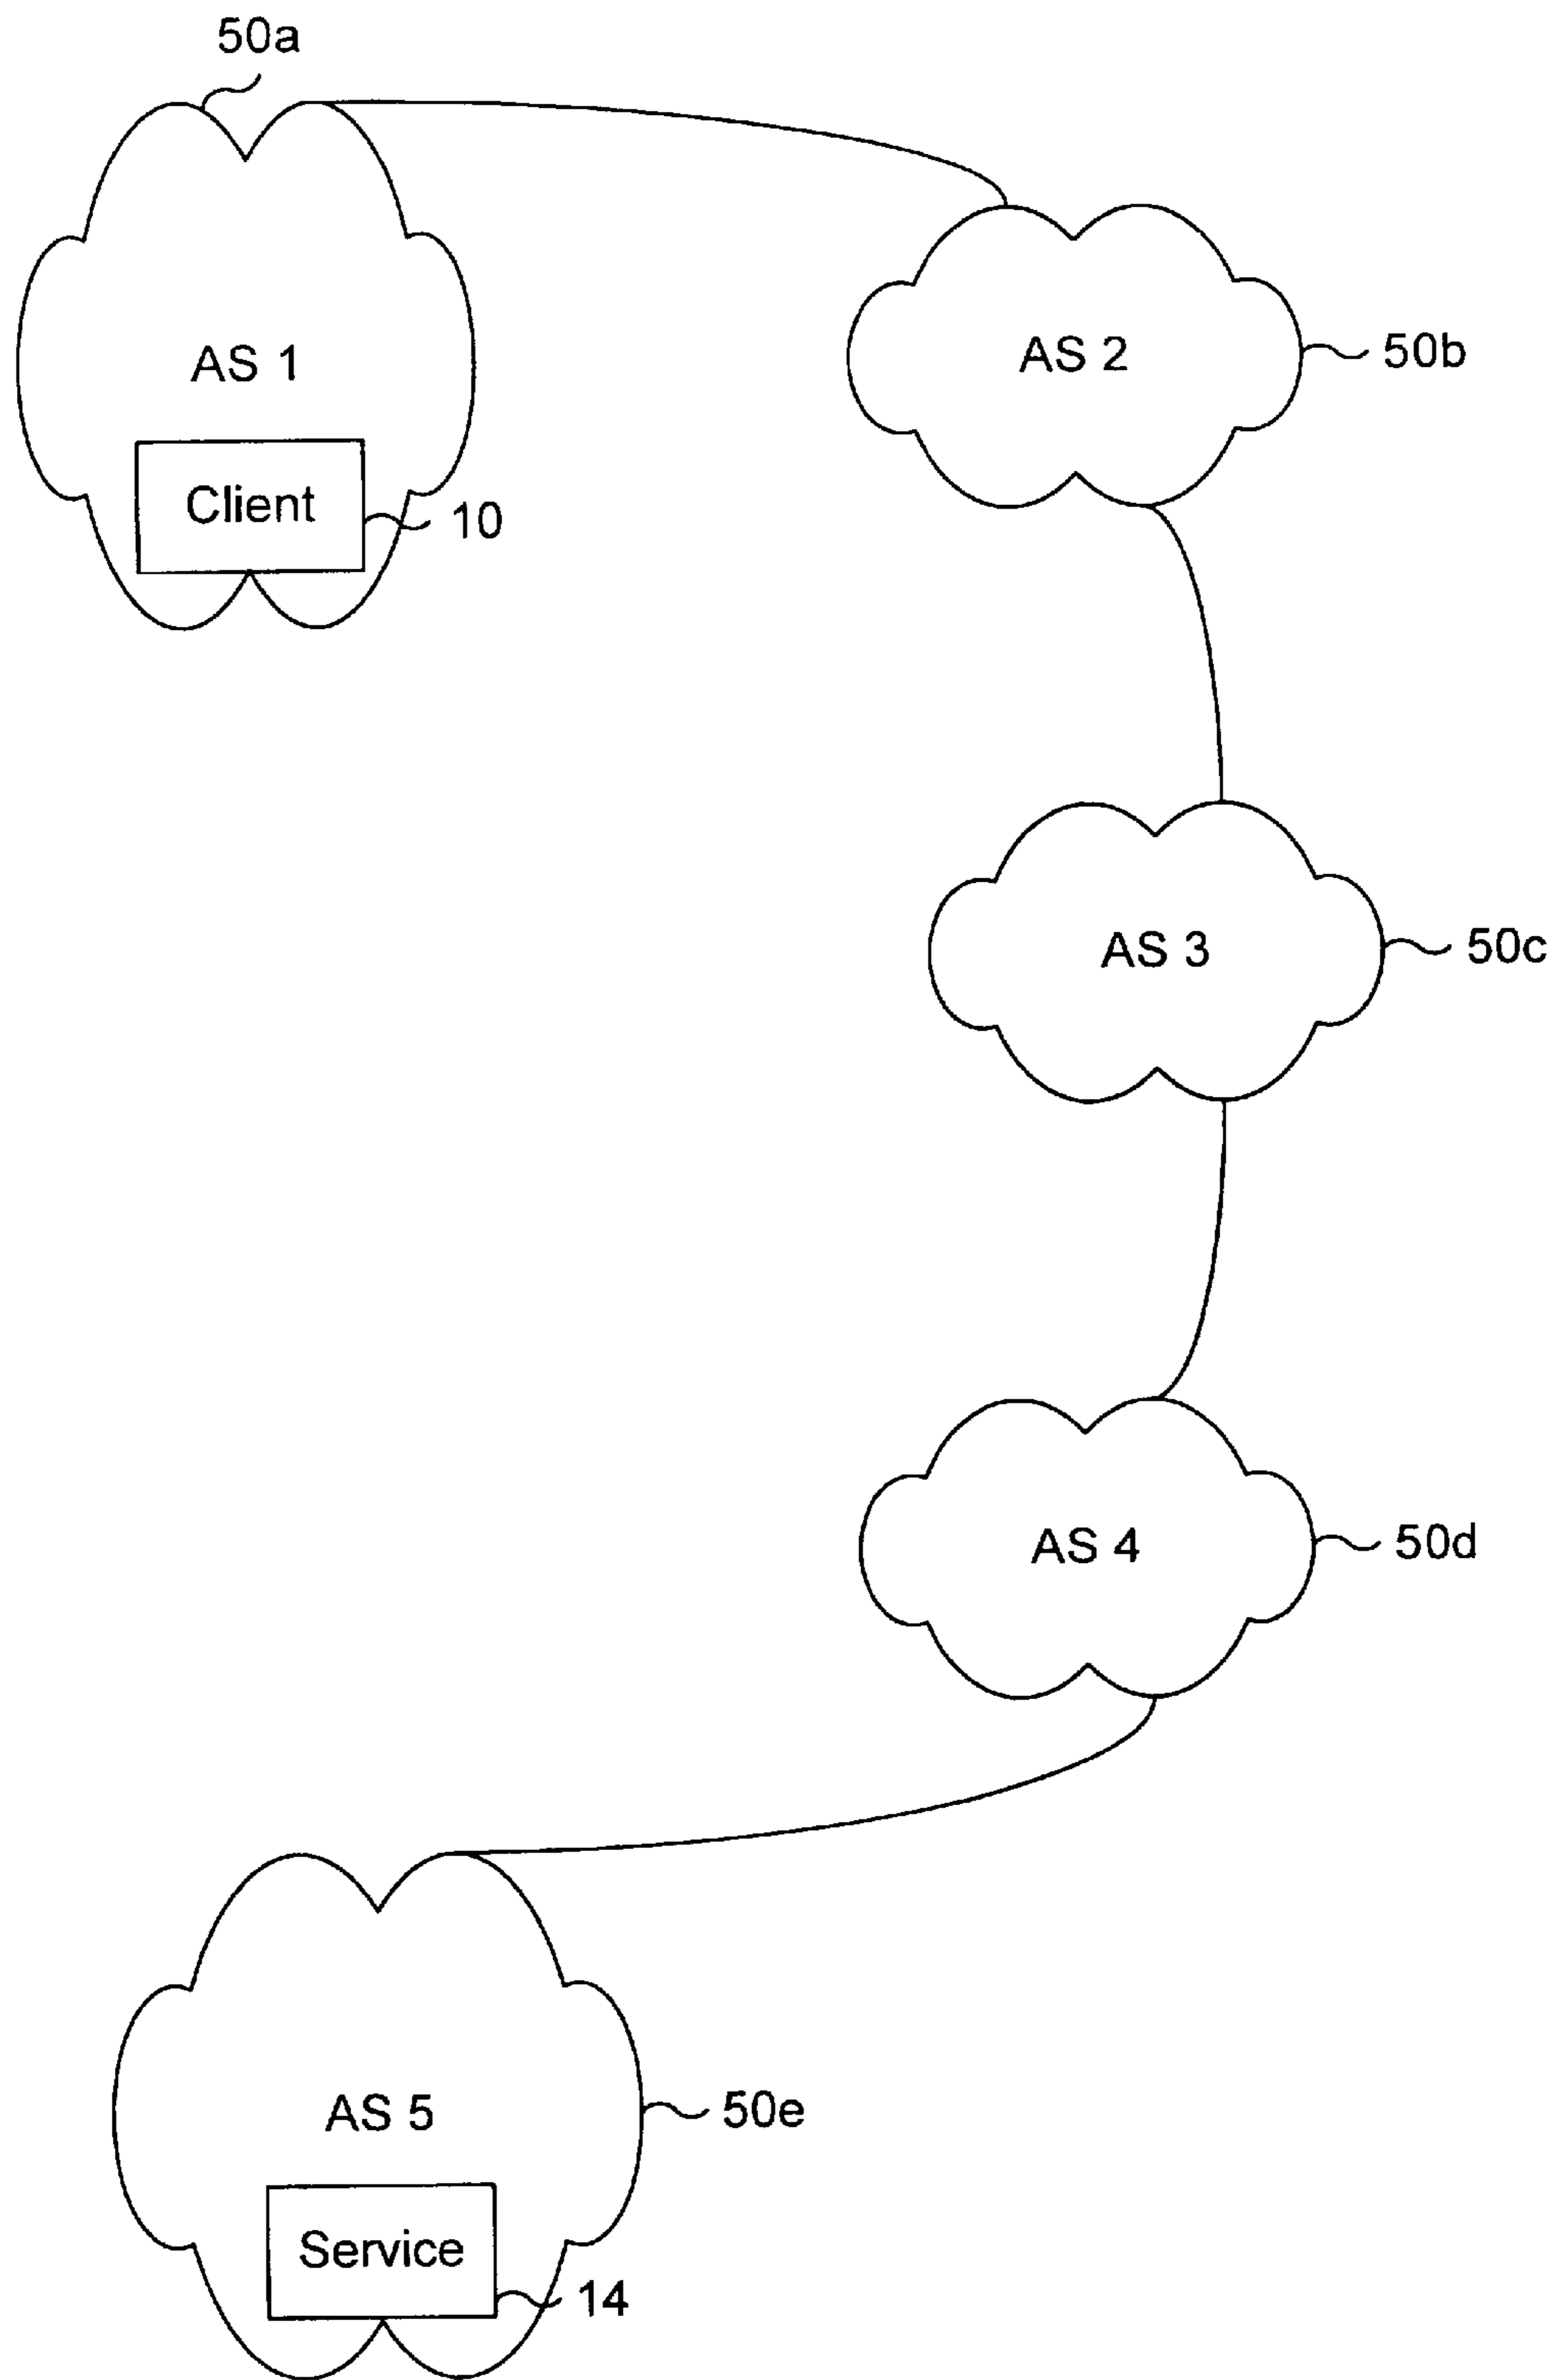 50a
AS 1
Client
10
AS 2
50b
AS 3
50c
AS 4
50d
AS 5
50e
Service
14